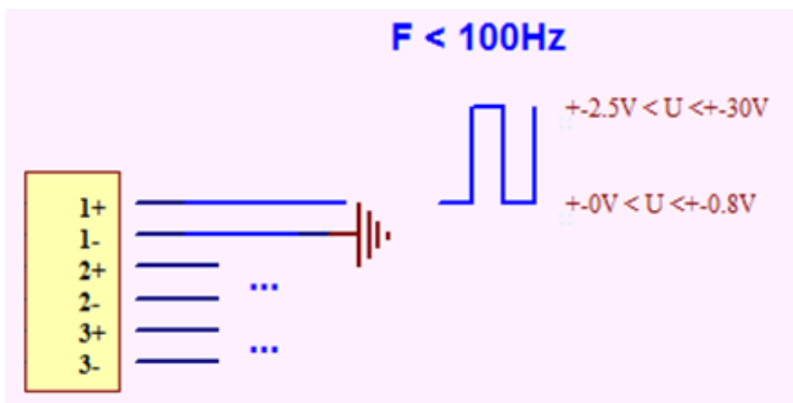 F < 100Hz
+-2.5V < U <+-30V
+-0V < U <+-0.8V
1+
1-
2+
2-
3+
3-
...
...